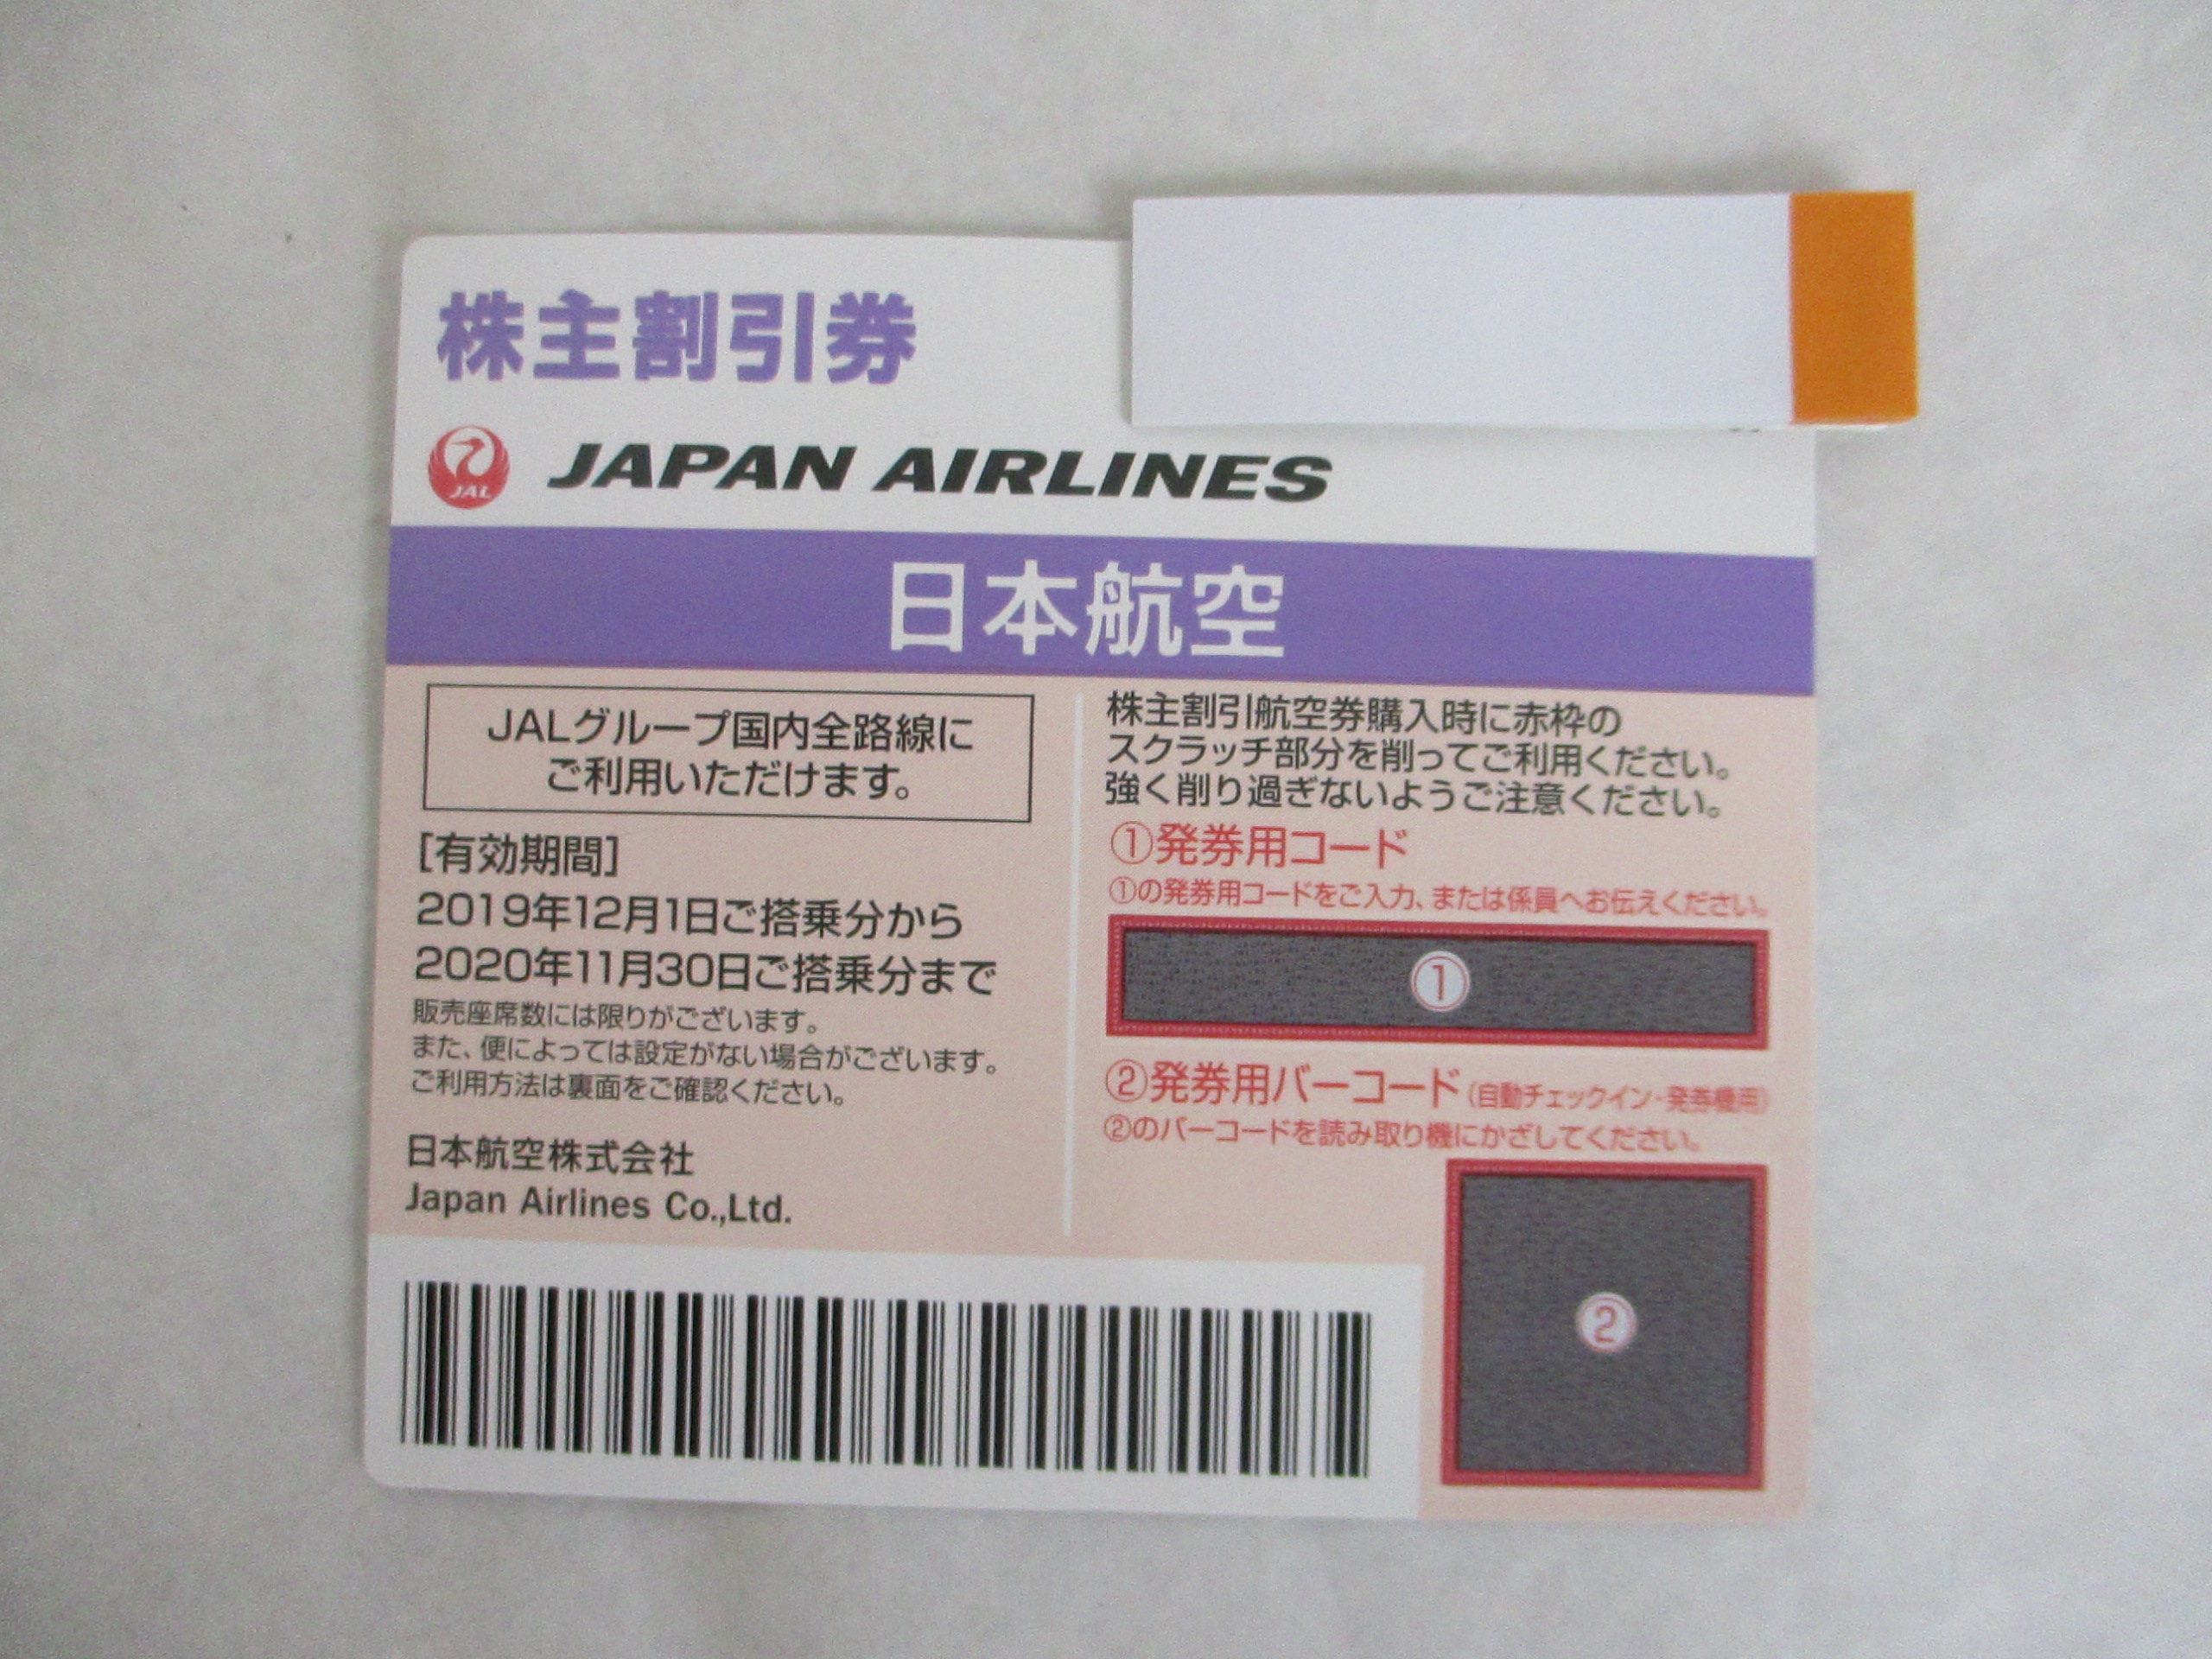 株主割引券
JAL
JAPAN AIRLINES
日本航空
JALグループ国内全路線に
ご利用いただけます。
[有効期間]
2019年12月1日ご搭乗分から
2020年11月30日ご搭乗分まで
販売座席数には限りがございます。
また、便によっては設定がない場合がございます。
ご利用方法は裏面をご確認ください。
日本航空株式会社
Japan Airlines Co.,Ltd.
株主割引航空券購入時に赤枠の
スクラッチ部分を削ってご利用ください。
強く削り過ぎないようご注意ください。
①発券用コード
①の発券用コードをご入力、または係員へお伝えください。
①
②発券用バーコード(自動チェックイン・発券機用)
②のバーコードを読み取り機にかざしてください。
②